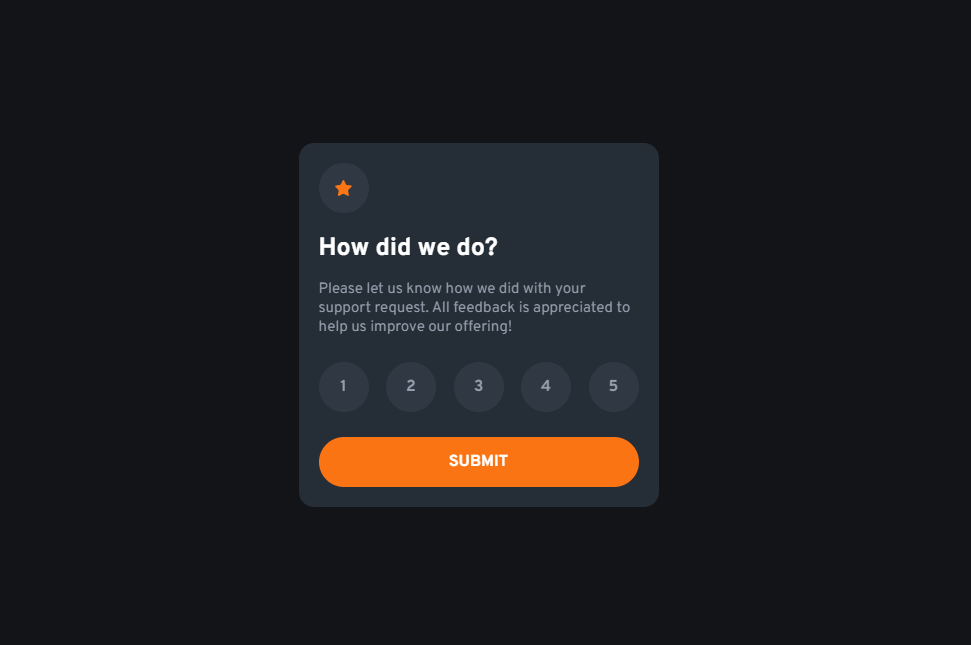 How did we do?
Please let us know how we did with your
support request. All feedback is appreciated to
help us improve our offering!
1 2 3 4 5
SUBMIT